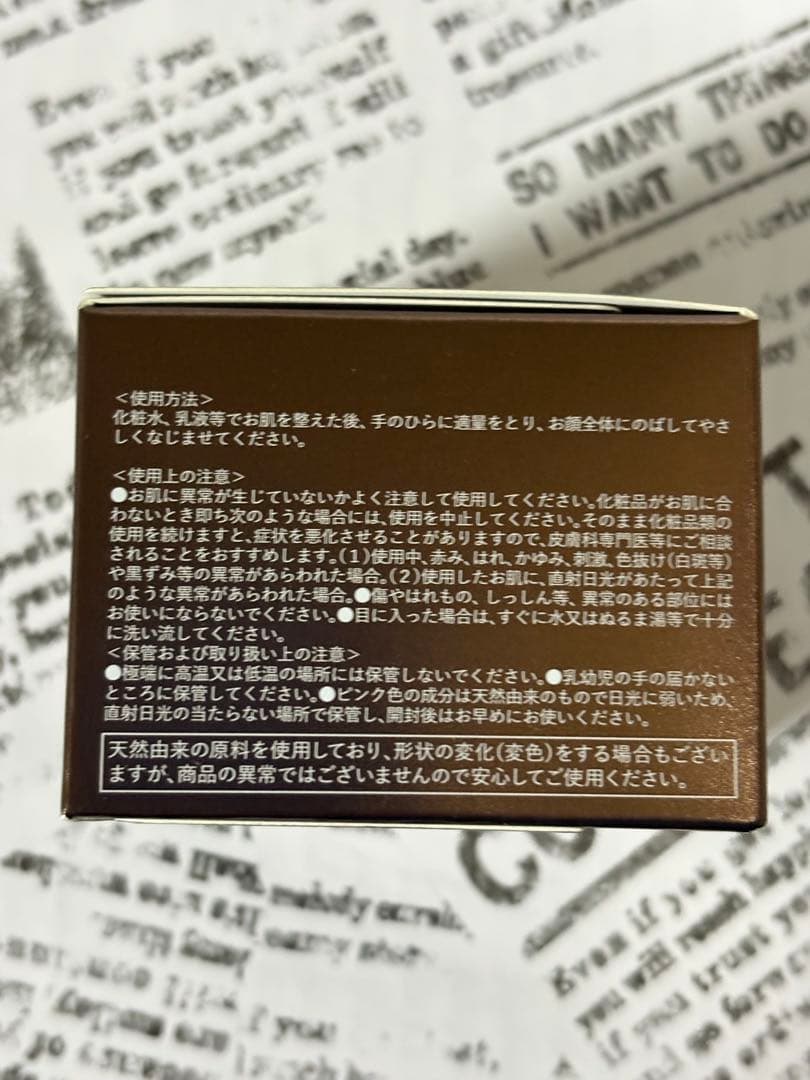 SO MANY THINGS
I WANT TO DO
＜使用方法＞
化粧水、乳液等でお肌を整えた後、手のひらに適量をとり、お顔全体にのばしてやさ
しくなじませてください。
＜使用上の注意＞
●お肌に異常が生じていないかよく注意して使用してください。化粧品がお肌に合
わないとき即ち次のような場合には、使用を中止してください。そのまま化粧品類の
使用を続けますと、症状を悪化させることがありますので、皮膚科専門医等にご相談
されることをおすすめします。（1）使用中、赤み、はれ、かゆみ、刺激、色抜け（白斑等）
や黒ずみ等の異常があらわれた場合。（2）使用したお肌に、直射日光があたって上記
のような異常があらわれた場合。●傷やはれもの、しっしん等、異常のある部位には
お使いにならないでください。●目に入った場合は、すぐに水又はぬるま湯等で十分
に洗い流してください。
＜保管および取り扱い上の注意＞
●極端に高温又は低温の場所には保管しないでください。●乳幼児の手の届かない
ところに保管してください。●ピンク色の成分は天然由来のもので日光に弱いため、
直射日光の当たらない場所で保管し、開封後はお早めにお使いください。
天然由来の原料を使用しており、形状の変化（変色）をする場合もござい
ますが、商品の異常ではございませんので安心してご使用ください。
Even if you
you will reach happ
if you trust yo